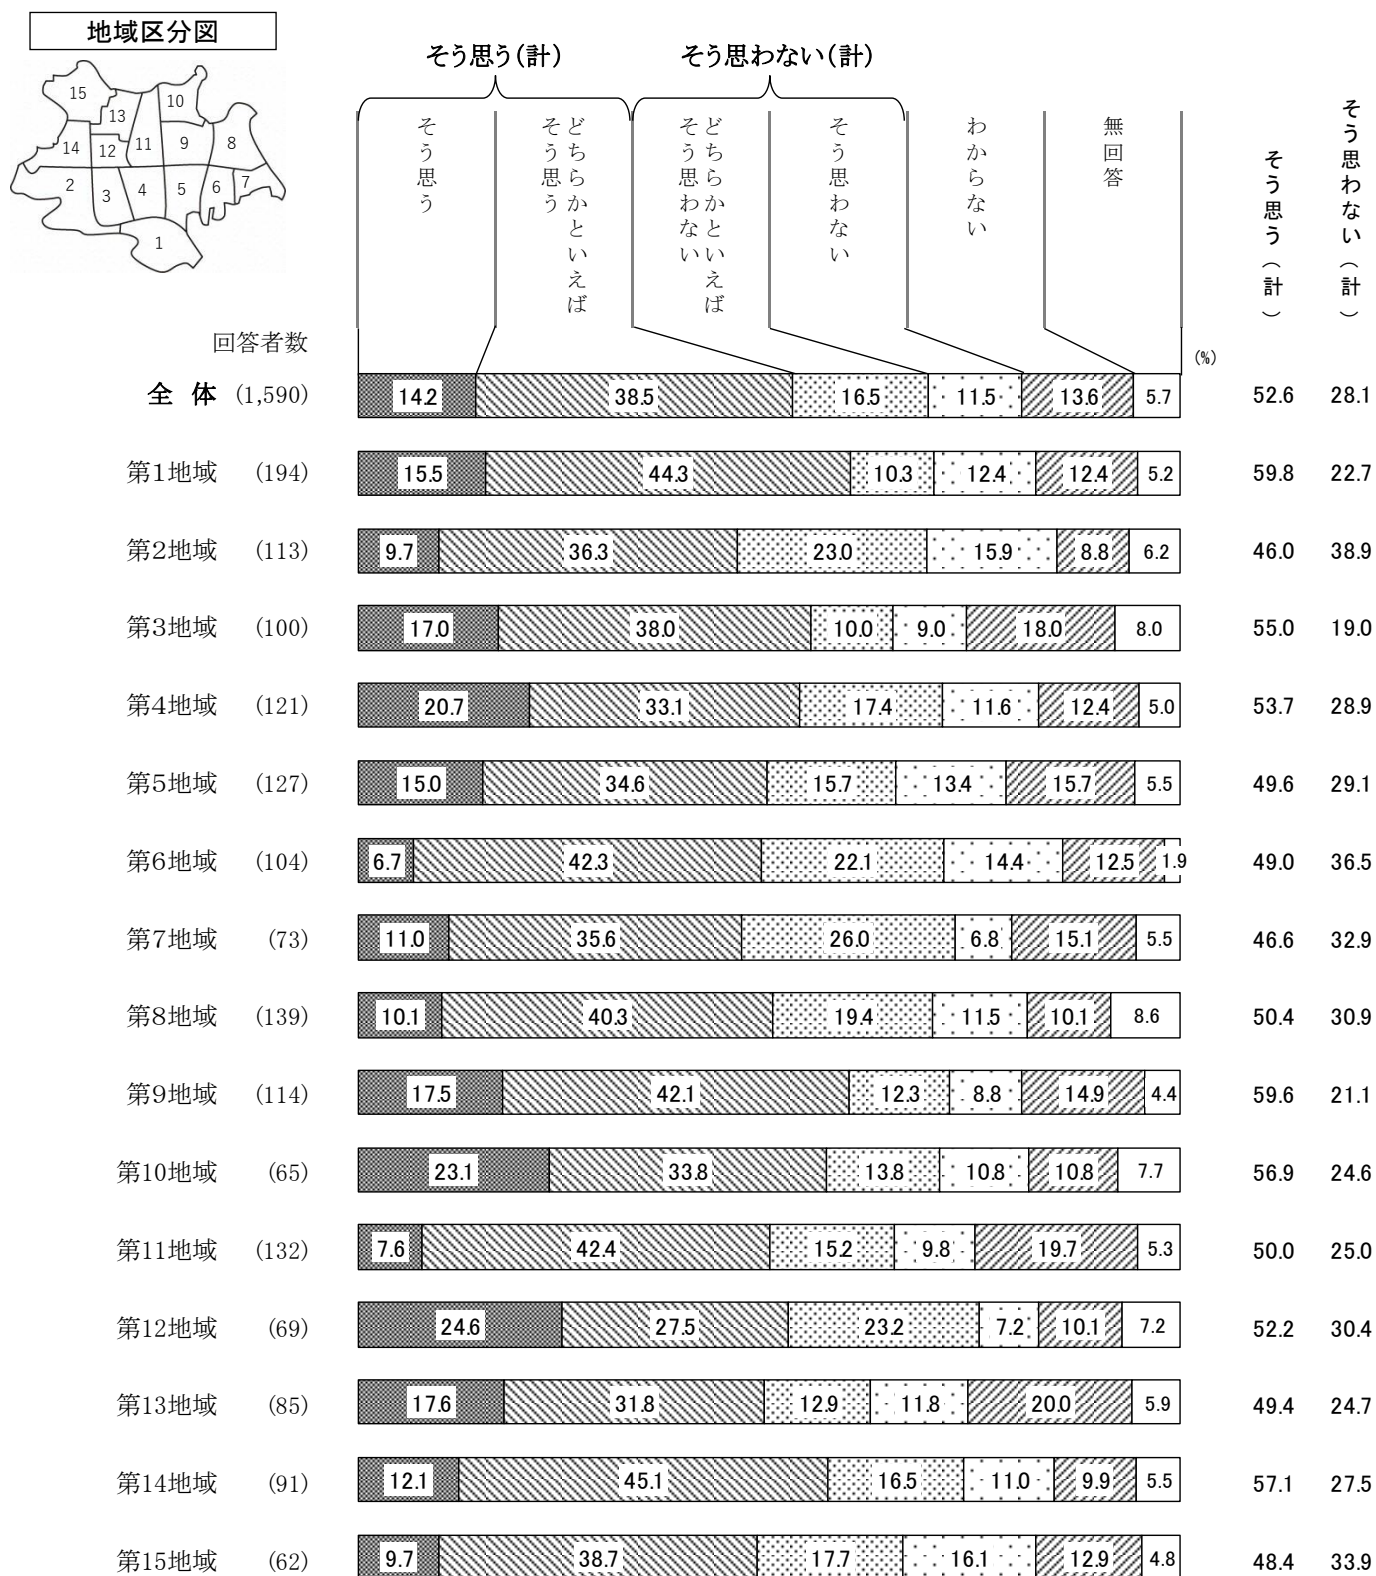 地域区分図
15
13
10
11
9
8
14
12
2
3
4
5
6
7
1
そう思う(計)
そう思わない(計)
そう思う
どちらかといえば
そう思う
どちらかといえば
そう思わない
そう思わない
わからない
無回答
そう思う(計)
そう思わない(計)
回答者数
(%)
全 体 (1,590) 14.2 38.5 16.5 11.5 13.6 5.7 52.6 28.1
第1地域 (194) 15.5 44.3 10.3 12.4 12.4 5.2 59.8 22.7
第2地域 (113) 9.7 36.3 23.0 15.9 8.8 6.2 46.0 38.9
第3地域 (100) 17.0 38.0 10.0 9.0 18.0 8.0 55.0 19.0
第4地域 (121) 20.7 33.1 17.4 11.6 12.4 5.0 53.7 28.9
第5地域 (127) 15.0 34.6 15.7 13.4 15.7 5.5 49.6 29.1
第6地域 (104) 6.7 42.3 22.1 14.4 12.5 1.9 49.0 36.5
第7地域 (73) 11.0 35.6 26.0 6.8 15.1 5.5 46.6 32.9
第8地域 (139) 10.1 40.3 19.4 11.5 10.1 8.6 50.4 30.9
第9地域 (114) 17.5 42.1 12.3 8.8 14.9 4.4 59.6 21.1
第10地域 (65) 23.1 33.8 13.8 10.8 10.8 7.7 56.9 24.6
第11地域 (132) 7.6 42.4 15.2 9.8 19.7 5.3 50.0 25.0
第12地域 (69) 24.6 27.5 23.2 7.2 10.1 7.2 52.2 30.4
第13地域 (85) 17.6 31.8 12.9 11.8 20.0 5.9 49.4 24.7
第14地域 (91) 12.1 45.1 16.5 11.0 9.9 5.5 57.1 27.5
第15地域 (62) 9.7 38.7 17.7 16.1 12.9 4.8 48.4 33.9